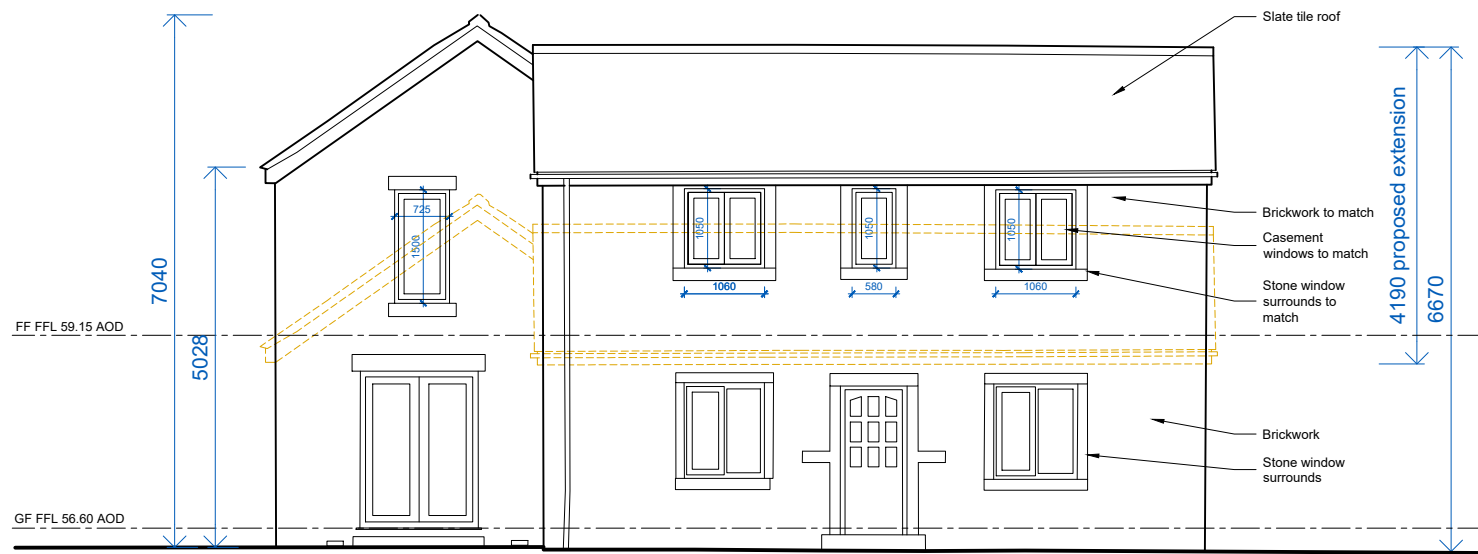 Slate tile roof
7040
5028
725
1500
1050
1060
1050
580
1050
1060
Brickwork to match
Casement
windows to match
Stone window
surrounds to
match
4190 proposed extension
6670
FF FFL 59.15 AOD
Brickwork
Stone window
surrounds
GF FFL 56.60 AOD